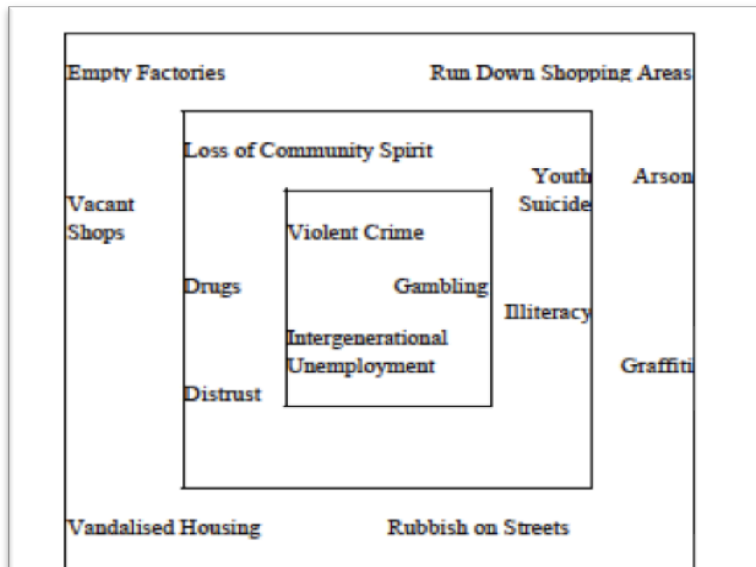 Empty Factories
Run Down Shopping Areas
Loss of Community Spirit
Youth
Suicide
Arson
Vacant
Shops
Violent Crime
Drugs
Gambling
Illiteracy
Intergenerational
Unemployment
Graffiti
Distrust
Vandalised Housing
Rubbish on Streets